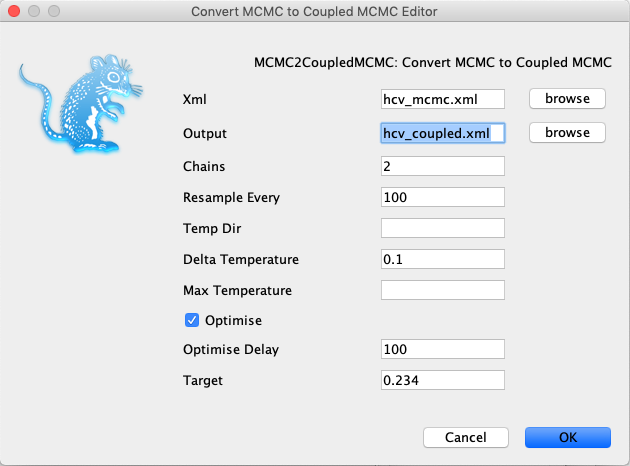 Convert MCMC to Coupled MCMC Editor
MCMC2CoupledMCMC: Convert MCMC to Coupled MCMC
Xml hcv_mcmc.xml browse
Output hcv_coupled.xml browse
Chains 2
Resample Every 100
Temp Dir
Delta Temperature 0.1
Max Temperature
Optimise
Optimise Delay 100
Target 0.234
Cancel OK